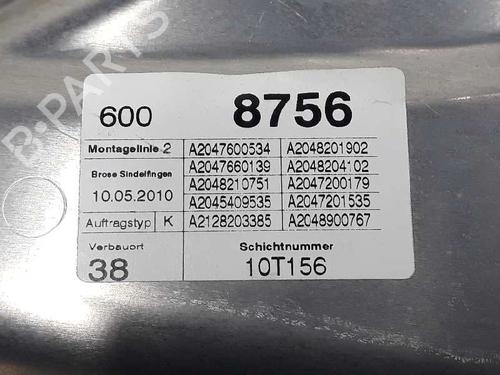 B-PARTS
600 8756
Montagelinie 2 A2047600534 A2048201902
Brose Sindelfingen A2047660139 A2048204102
10.05.2010 A2048210751 A2047200179
A2045409535 A2047201535
Auftragstyp K A2128203385 A2048900767
Verbauort Schichtnummer
38 10T156